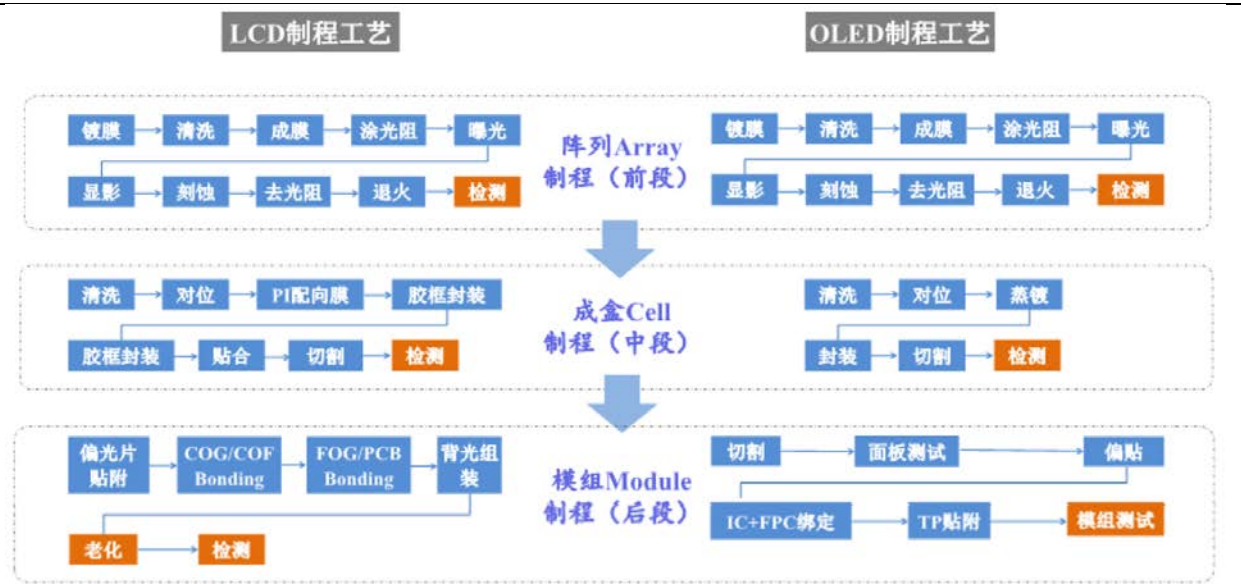 LCD制程工艺
OLED制程工艺
镀膜
清洗
成膜
涂光阻
曝光
显影
刻蚀
去光阻
退火
检测
阵列Array
制程（前段）
镀膜
清洗
成膜
涂光阻
曝光
显影
刻蚀
去光阻
退火
检测
清洗
对位
PI配向膜
胶框封装
胶框封装
贴合
切割
检测
成盒Cell
制程（中段）
清洗
对位
蒸镀
封装
切割
检测
偏光片
贴附
COG/COF
Bonding
FOG/PCB
Bonding
背光组
装
老化
检测
模组Module
制程（后段）
切割
面板测试
偏贴
IC+FPC绑定
TP贴附
模组测试